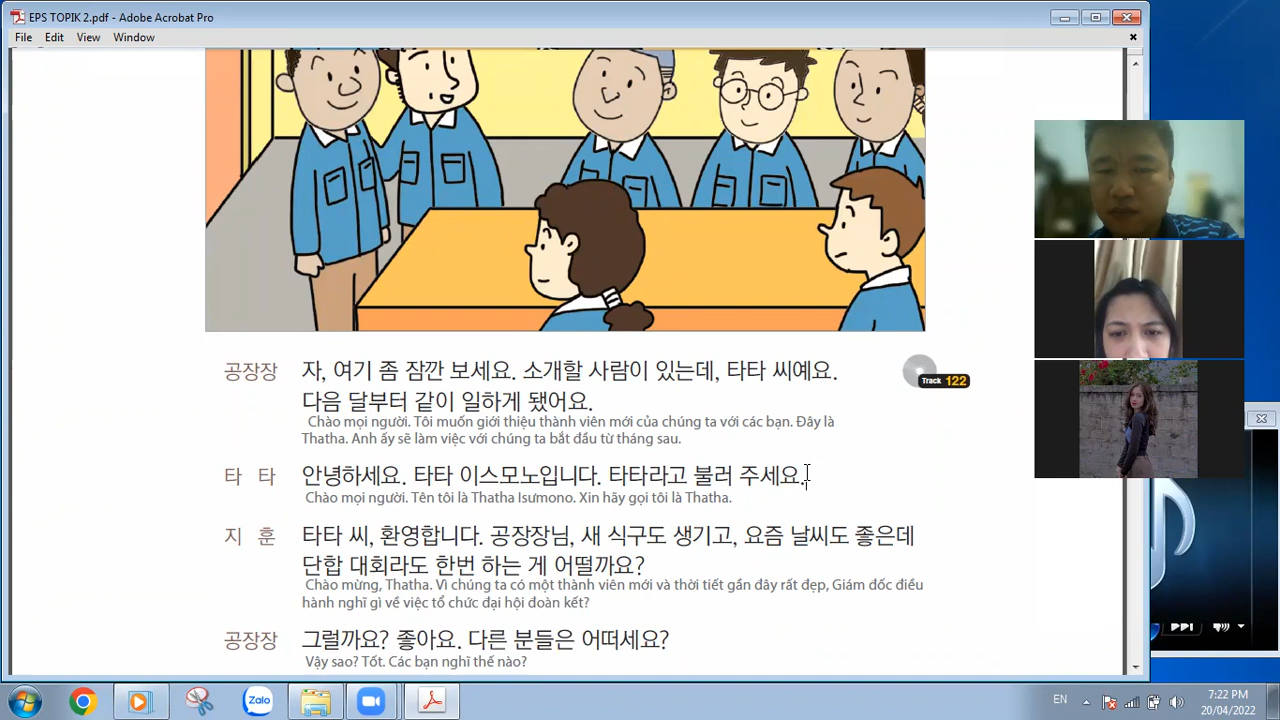 EPS TOPIK 2.pdf - Adobe Acrobat Pro
File Edit View Window
공장장 자, 여기 좀 잠깐 보세요. 소개할 사람이 있는데, 타타 씨예요.
Track 122
다음 달부터 같이 일하게 됐어요.
Chào mọi người. Tôi muốn giới thiệu thành viên mới của chúng ta với các bạn. Đây là
Thatha. Anh ấy sẽ làm việc với chúng ta bắt đầu từ tháng sau.
타 타 안녕하세요. 타타 이스모노입니다. 타타라고 불러 주세요.
Chào mọi người. Tên tôi là Thatha Isumono. Xin hãy gọi tôi là Thatha.
지 훈 타타 씨, 환영합니다. 공장장님, 새 식구도 생기고, 요즘 날씨도 좋은데
단합 대회라도 한번 하는 게 어떨까요?
Chào mừng, Thatha. Vì chúng ta có một thành viên mới và thời tiết gần đây rất đẹp, Giám đốc điều
hành nghĩ gì về việc tổ chức đại hội đoàn kết?
공장장 그럴까요? 좋아요. 다른 분들은 어떠세요?
Vậy sao? Tốt. Các bạn nghĩ thế nào?
Zalo
EN
7:22 PM
20/04/2022